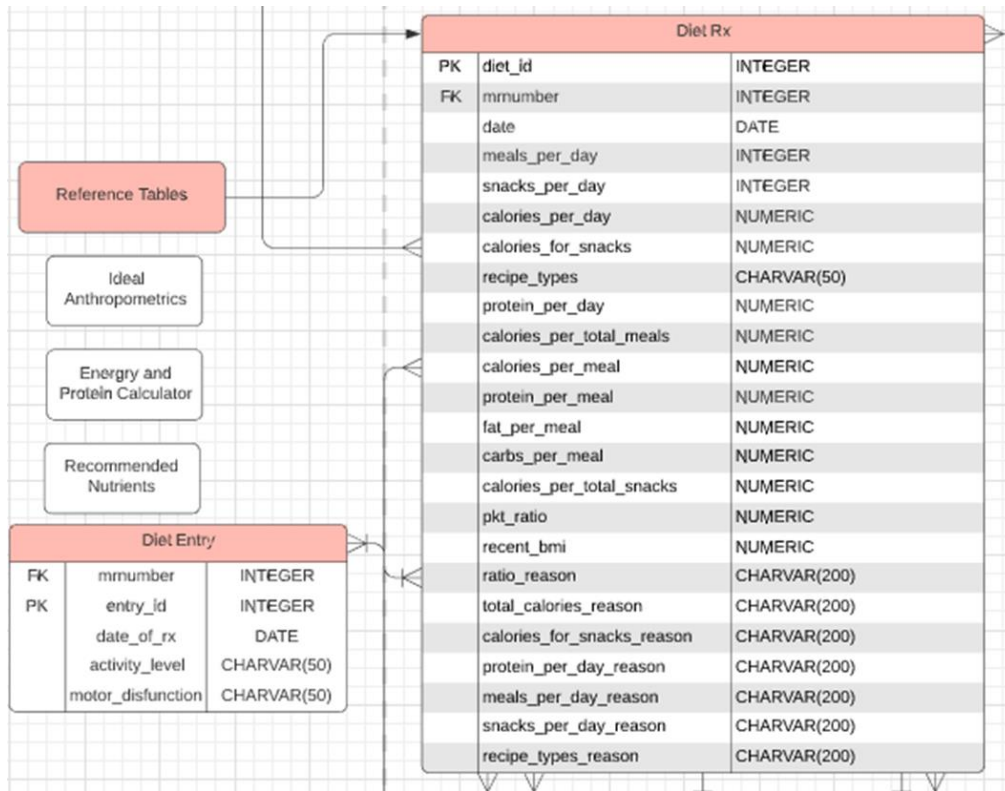 Diet Rx
PK diet_id INTEGER
FK mrnumber INTEGER
date DATE
meals_per_day INTEGER
snacks_per_day INTEGER
calories_per_day NUMERIC
calories_for_snacks NUMERIC
recipe_types CHARVAR(50)
protein_per_day NUMERIC
calories_per_total_meals NUMERIC
calories_per_meal NUMERIC
protein_per_meal NUMERIC
fat_per_meal NUMERIC
carbs_per_meal NUMERIC
calories_per_total_snacks NUMERIC
pkt_ratio NUMERIC
recent_bmi NUMERIC
ratio_reason CHARVAR(200)
total_calories_reason CHARVAR(200)
calories_for_snacks_reason CHARVAR(200)
protein_per_day_reason CHARVAR(200)
meals_per_day_reason CHARVAR(200)
snacks_per_day_reason CHARVAR(200)
recipe_types_reason CHARVAR(200)
Reference Tables
Ideal
Anthropometrics
Energry and
Protein Calculator
Recommended
Nutrients
Diet Entry
FK mrnumber INTEGER
PK entry_id INTEGER
date_of_rx DATE
activity_level CHARVAR(50)
motor_disfunction CHARVAR(50)